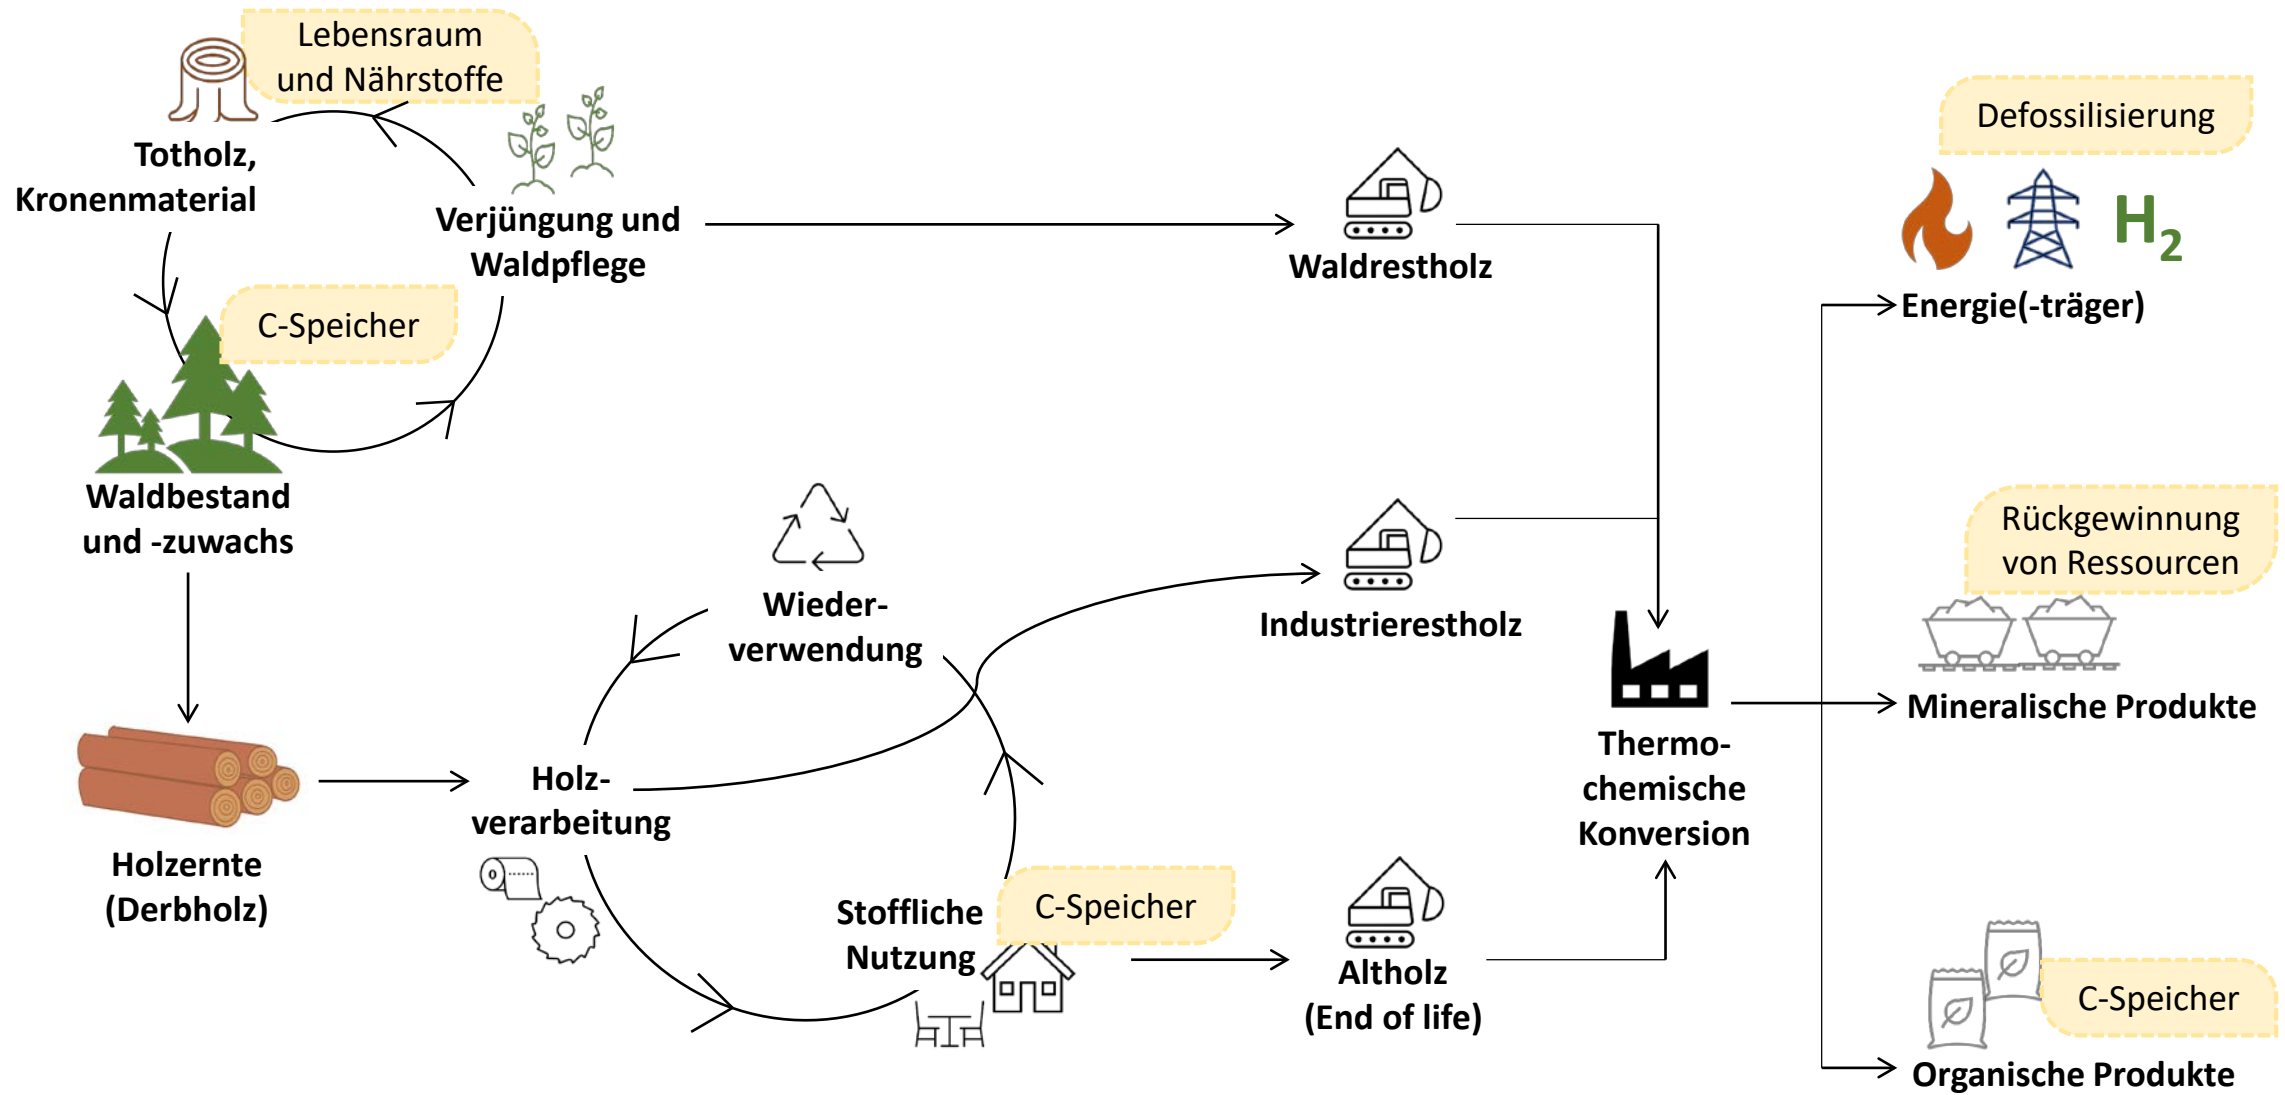 Lebensraum
und Nährstoffe
Totholz,
Kronenmaterial
Verjüngung und
Waldpflege
C-Speicher
Waldbestand
und -zuwachs
Holzernte
(Derbholz)
Wieder-
verwendung
Holz-
verarbeitung
Stoffliche
Nutzung
C-Speicher
Waldrestholz
Industrierestholz
Altholz
(End of life)
Thermo-
chemische
Konversion
Defossilisierung
H2
Energie(-träger)
Rückgewinnung
von Ressourcen
Mineralische Produkte
C-Speicher
Organische Produkte